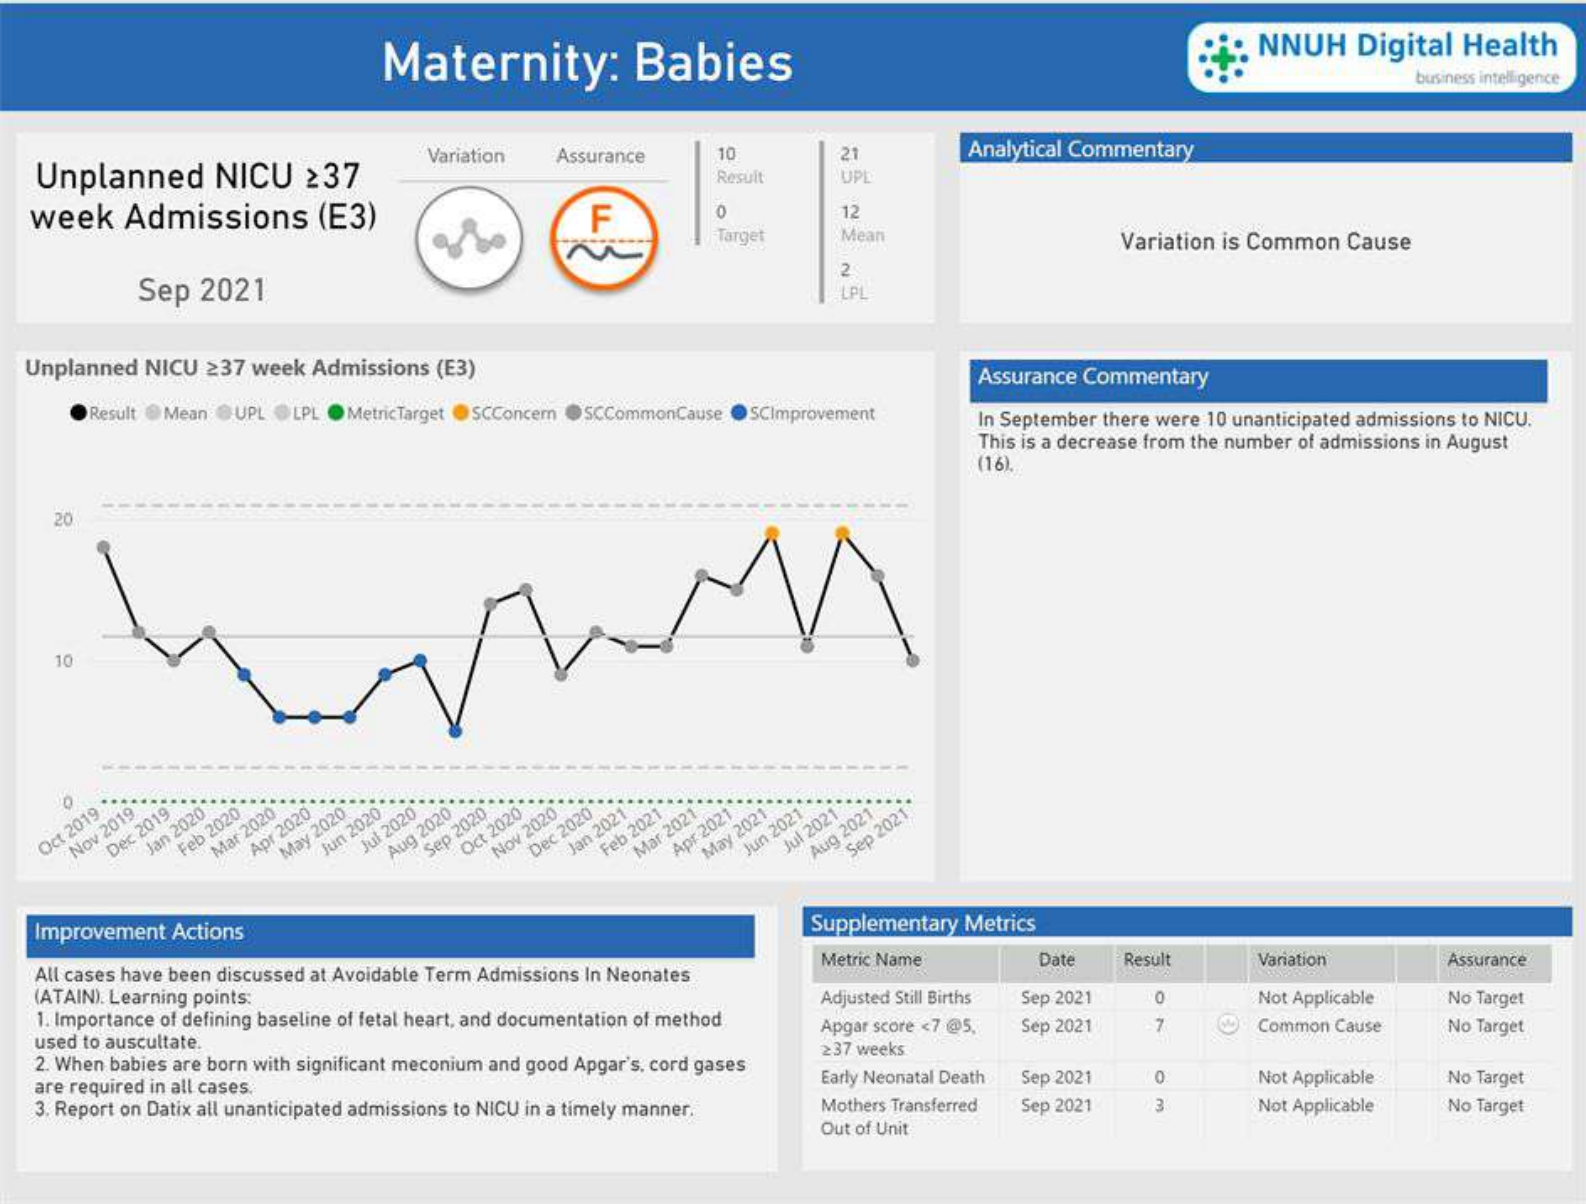 Maternity: Babies
NNUH Digital Health
business intelligence
Unplanned NICU ≥37
week Admissions (E3)
Sep 2021
Variation
Assurance
F
10
Result
0
Target
21
UPL
12
Mean
2
LPL
Analytical Commentary
Variation is Common Cause
Unplanned NICU ≥37 week Admissions (E3)
Result Mean UPL LPL MetricTarget SCConcern SCCommonCause SCImprovement
20
10
0
Oct 2019 Nov 2019 Dec 2019 Jan 2020 Feb 2020 Mar 2020 Apr 2020 May 2020 Jun 2020 Jul 2020 Aug 2020 Sep 2020 Oct 2020 Nov 2020 Dec 2020 Jan 2021 Feb 2021 Mar 2021 Apr 2021 May 2021 Jun 2021 Jul 2021 Aug 2021 Sep 2021
Assurance Commentary
In September there were 10 unanticipated admissions to NICU.
This is a decrease from the number of admissions in August
(16).
Improvement Actions
All cases have been discussed at Avoidable Term Admissions In Neonates
(ATAIN). Learning points:
1. Importance of defining baseline of fetal heart, and documentation of method
used to auscultate.
2. When babies are born with significant meconium and good Apgar's, cord gases
are required in all cases.
3. Report on Datix all unanticipated admissions to NICU in a timely manner.
Supplementary Metrics
Metric Name Date Result Variation Assurance
Adjusted Still Births Sep 2021 0 Not Applicable No Target
Apgar score <7 @5, Sep 2021 7 Common Cause No Target
≥37 weeks
Early Neonatal Death Sep 2021 0 Not Applicable No Target
Mothers Transferred Sep 2021 3 Not Applicable No Target
Out of Unit